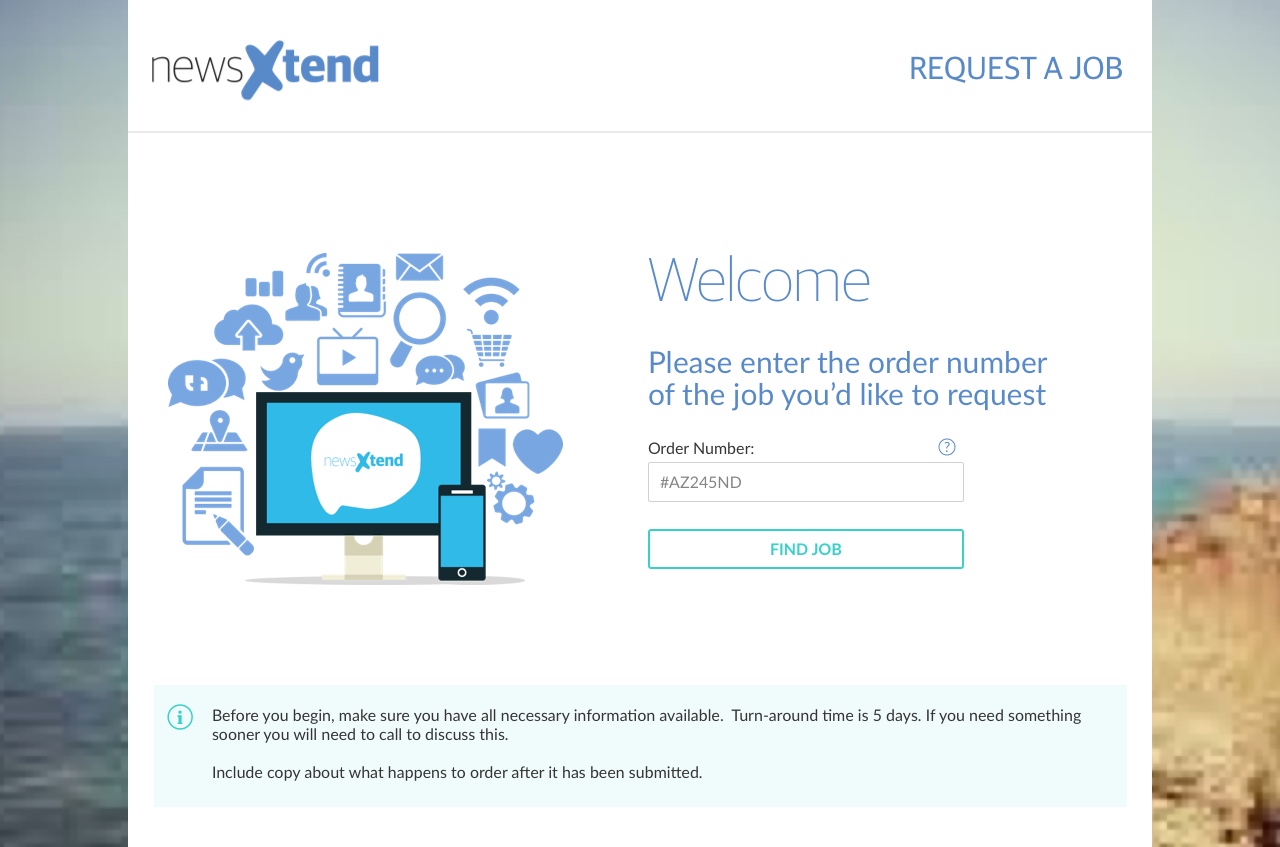 newsXtend
REQUEST A JOB
Welcome
Please enter the order number
of the job you’d like to request
Order Number:
?
#AZ245ND
FIND JOB
newsXtend
Before you begin, make sure you have all necessary information available.  Turn-around time is 5 days. If you need something
sooner you will need to call to discuss this.
Include copy about what happens to order after it has been submitted.